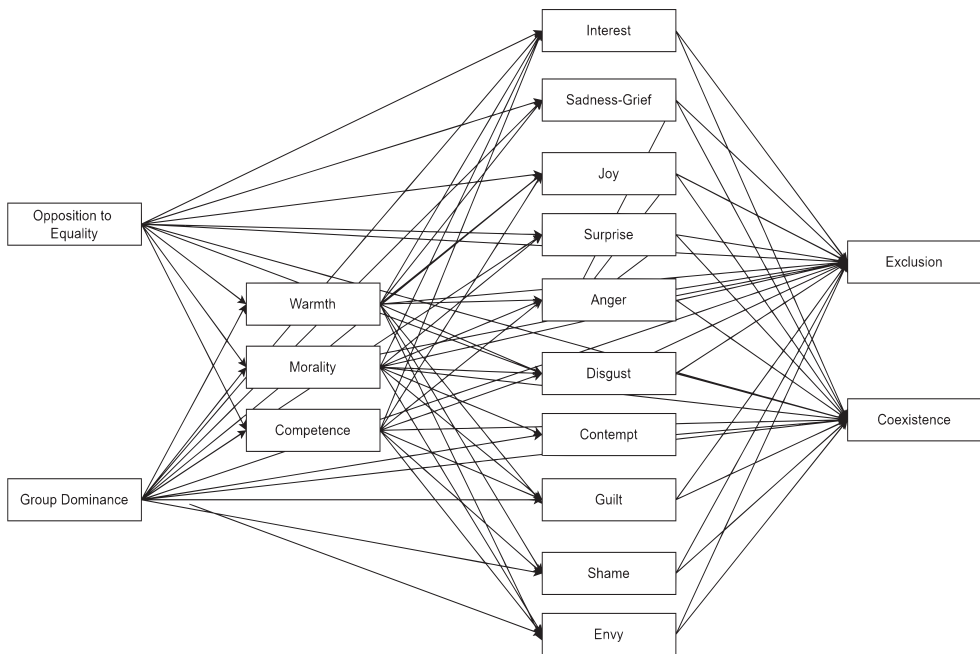 Interest
Sadness-Grief
Joy
Opposition to
Equality
Surprise
Exclusion
Warmth
Anger
Morality
Disgust
Competence
Contempt
Coexistence
Group Dominance
Guilt
Shame
Envy